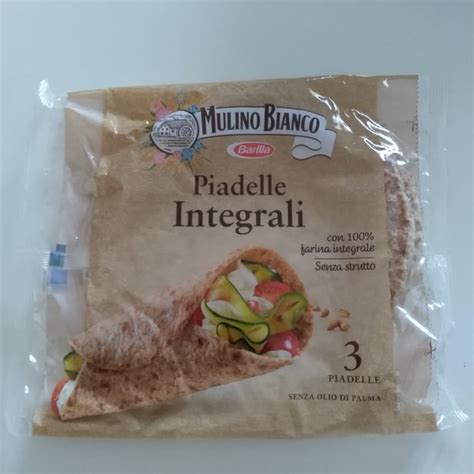 MULINO BIANCO
Barilla
Piadelle
Integrali
con 100%
farina integrale
Senza strutto
3
PIADELLE
SENZA OLIO DI PALMA